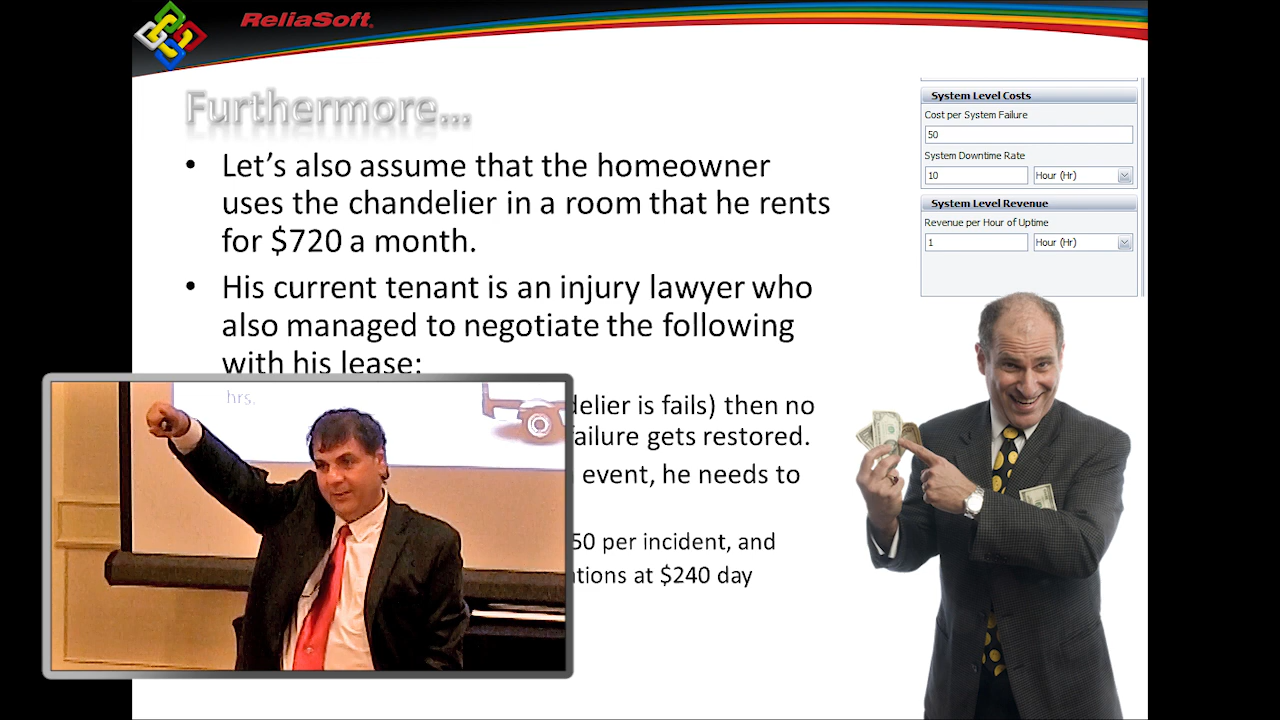 ReliaSoft
Furthermore...
• Let's also assume that the homeowner
uses the chandelier in a room that he rents
for $720 a month.
• His current tenant is an injury lawyer who
also managed to negotiate the following
with his lease:
is fails) then no
failure gets restored.
event, he needs to
50 per incident, and
at $240 day
hrs.
System Level Costs
Cost per System Failure
50
System Downtime Rate
10 Hour (Hr)
System Level Revenue
Revenue per Hour of Uptime
1 Hour (Hr)